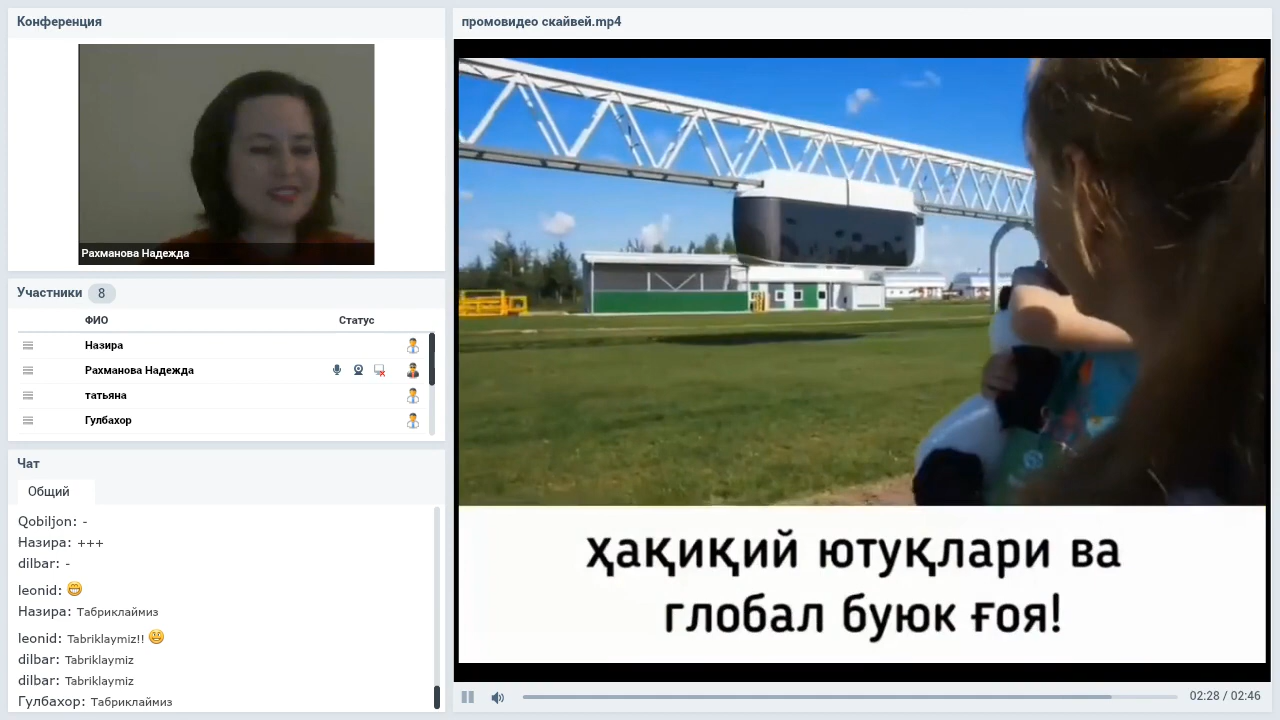 Конференция
Рахманова Надежда
Участники 8
ФИО Статус
Назира
Рахманова Надежда
татьяна
Гулбахор
Чат
Общий
Qobiljon: -
Назира: +++
dilbar: -
leonid:
Назира: Табриклаймиз
leonid: Tabriklaymiz!!
dilbar: Tabriklaymiz
dilbar: Tabriklaymiz
Гулбахор: Табриклаймиз
промовидео скайвей.mp4
ҳақиқий ютуқлари ва
глобал буюк ғоя!
02:28 / 02:46